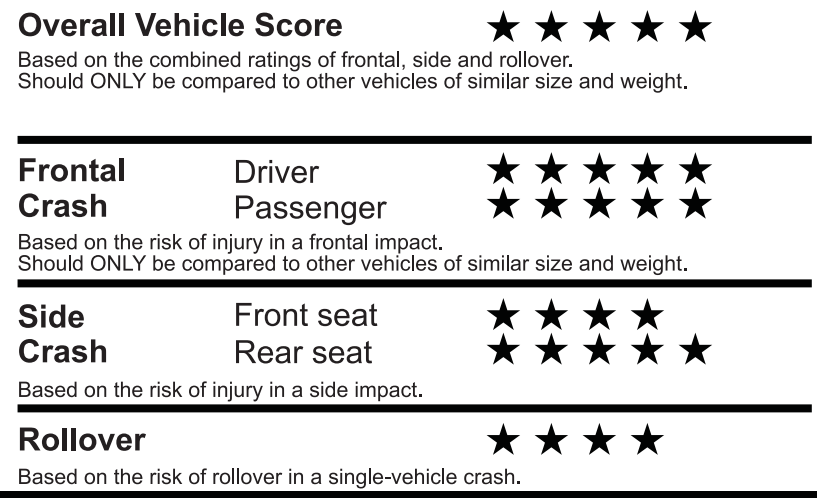 Overall Vehicle Score ★ ★ ★ ★ ★
Based on the combined ratings of frontal, side and rollover.
Should ONLY be compared to other vehicles of similar size and weight.
Frontal Driver ★ ★ ★ ★ ★
Crash Passenger ★ ★ ★ ★ ★
Based on the risk of injury in a frontal impact.
Should ONLY be compared to other vehicles of similar size and weight.
Side Front seat ★ ★ ★ ★
Crash Rear seat ★ ★ ★ ★ ★
Based on the risk of injury in a side impact.
Rollover ★ ★ ★ ★
Based on the risk of rollover in a single-vehicle crash.